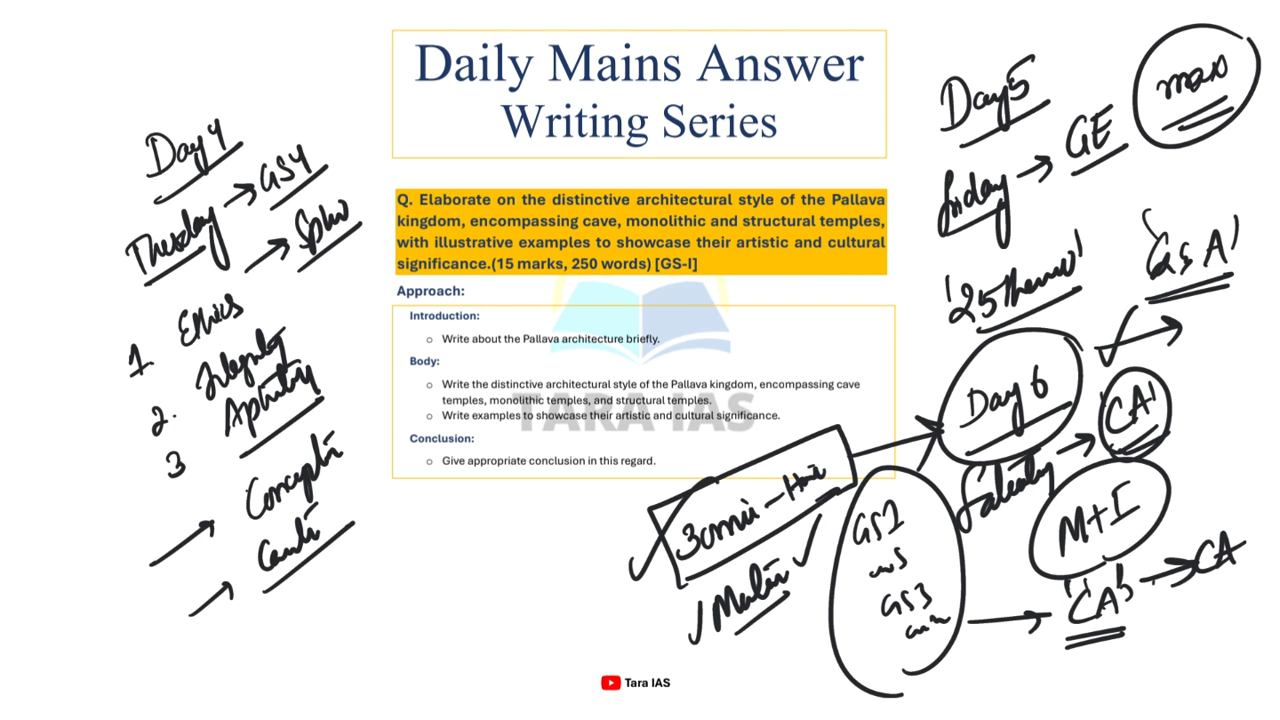 Daily Mains Answer
Writing Series
Q. Elaborate on the distinctive architectural style of the Pallava
kingdom, encompassing cave, monolithic and structural temples,
with illustrative examples to showcase their artistic and cultural
significance.(15 marks, 250 words) [GS-I]
Approach:
Introduction:
o Write about the Pallava architecture briefly.
Body:
o Write the distinctive architectural style of the Pallava kingdom, encompassing cave
temples, monolithic temples, and structural temples.
o Write examples to showcase their artistic and cultural significance.
Conclusion:
o Give appropriate conclusion in this regard.
TARA IAS
Tara IAS
Day 4
→ GS4
→
1. Ethics
2.
3
Day 5
→ GE
Day 6
→ CA
M+I
GS2
GS3
'CA' → CA